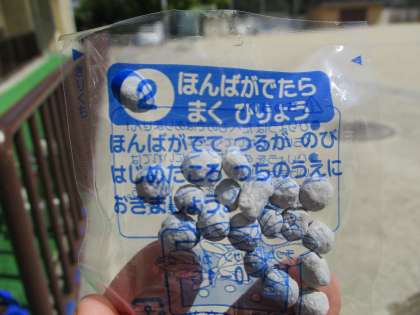 2
ほんばがでたら
まく ひりょう
ほんばがでて つるが のび
はじめたころ つちのうえに
おきましょう。